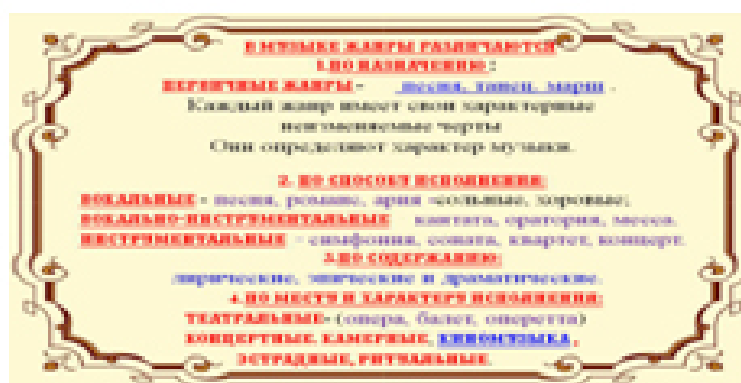 В МУЗЫКЕ ЖАНРЫ РАЗЛИЧАЮТСЯ
1.ПО НАЗНАЧЕНИЮ:
ПЕРВИЧНЫЕ ЖАНРЫ - песня, танец, марш .
Каждый жанр имеет свои характерные
неизменяемые черты
Они определяют характер музыки.
2. ПО СПОСОБУ ИСПОЛНЕНИЯ:
ВОКАЛЬНЫЕ - песня, романс, ария -сольные, хоровые;
ВОКАЛЬНО-ИНСТРУМЕНТАЛЬНЫЕ кантата, оратория, месса.
ИНСТРУМЕНТАЛЬНЫЕ - симфония, соната, квартет, концерт.
3.ПО СОДЕРЖАНИЮ:
лирические, эпические и драматические.
4.ПО МЕСТУ И ХАРАКТЕРУ ИСПОЛНЕНИЯ:
ТЕАТРАЛЬНЫЕ- (опера, балет, оперетта)
КОНЦЕРТНЫЕ, КАМЕРНЫЕ, КИНОМУЗЫКА,
ЭСТРАДНЫЕ, РИТУАЛЬНЫЕ.